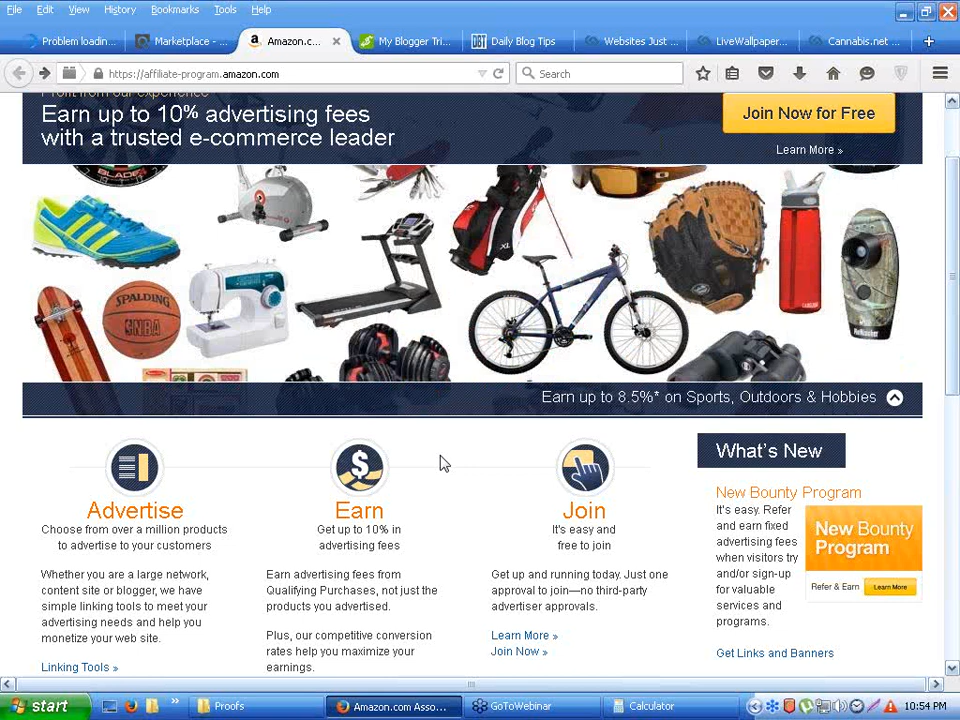 File Edit View History Bookmarks Tools Help
Problem loadin...
Marketplace - ...
Amazon.c...
My Blogger Tri...
Daily Blog Tips
Websites Just ...
LiveWallpaper...
Cannabis.net ...
https://affiliate-program.amazon.com
Search
Profit from our experience
Earn up to 10% advertising fees
with a trusted e-commerce leader
Join Now for Free
Learn More »
SPALDING
NBA
XL
Earn up to 8.5%* on Sports, Outdoors & Hobbies
Advertise
Choose from over a million products
to advertise to your customers
Whether you are a large network,
content site or blogger, we have
simple linking tools to meet your
advertising needs and help you
monetize your web site.
Linking Tools »
Earn
Get up to 10% in
advertising fees
Earn advertising fees from
Qualifying Purchases, not just the
products you advertised.
Plus, our competitive conversion
rates help you maximize your
earnings.
Join
It's easy and
free to join
Get up and running today. Just one
approval to join—no third-party
advertiser approvals.
Learn More »
Join Now »
What's New
New Bounty Program
It's easy. Refer
and earn fixed
advertising fees
when visitors try
and/or sign-up
for valuable
services and
programs.
New Bounty
Program
Refer & Earn
Learn More
Get Links and Banners
start
Proofs
Amazon.com Asso...
GoToWebinar
Calculator
10:54 PM